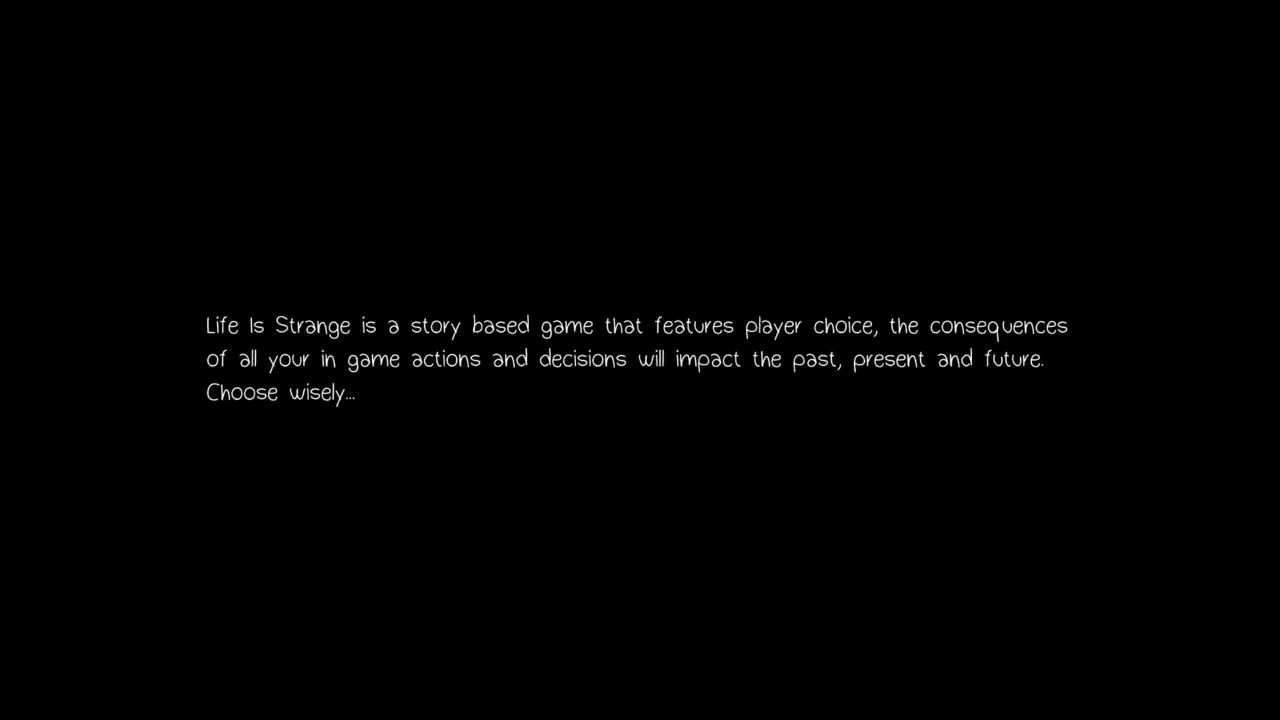 Life Is Strange is a story based game that features player choice, the consequences
of all your in game actions and decisions will impact the past, present and future.
Choose wisely...